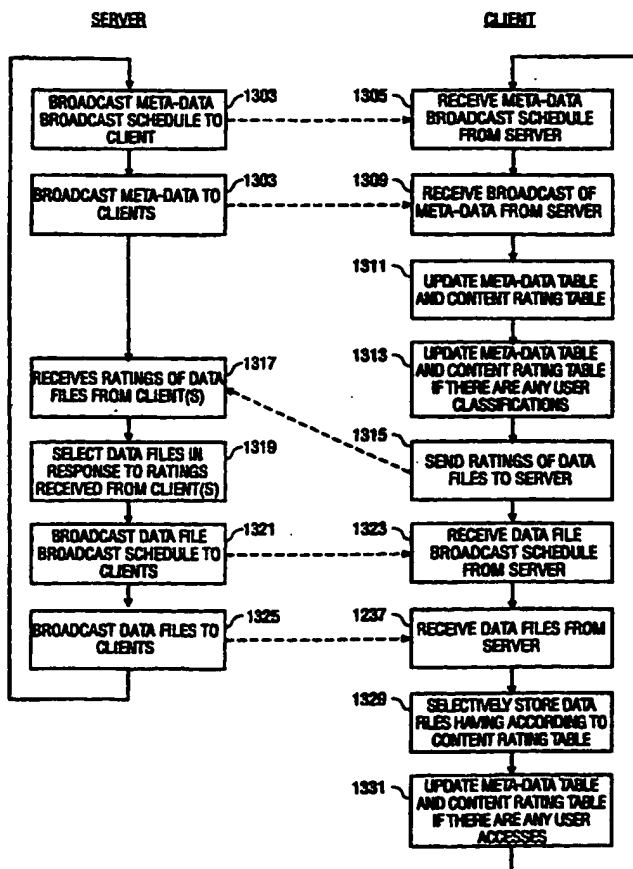 SERVER
CLIENT
BROADCAST META-DATA
BROADCAST SCHEDULE TO
CLIENT
1303
1305
RECEIVE META-DATA
BROADCAST SCHEDULE
FROM SERVER
BROADCAST META-DATA TO
CLIENTS
1303
1309
RECEIVE BROADCAST OF
META-DATA FROM SERVER
1311
UPDATE META-DATA TABLE
AND CONTENT RATING TABLE
1313
UPDATE META-DATA TABLE
AND CONTENT RATING TABLE
IF THERE ARE ANY USER
CLASSIFICATIONS
RECEIVES RATINGS OF DATA
FILES FROM CLIENT(S)
1317
1315
SEND RATINGS OF DATA
FILES TO SERVER
SELECT DATA FILES IN
RESPONSE TO RATINGS
RECEIVED FROM CLIENT(S)
1319
BROADCAST DATA FILE
BROADCAST SCHEDULE TO
CLIENTS
1321
1323
RECEIVE DATA FILE
BROADCAST SCHEDULE
FROM SERVER
BROADCAST DATA FILES TO
CLIENTS
1325
1237
RECEIVE DATA FILES FROM
SERVER
1329
SELECTIVELY STORE DATA
FILES HAVING ACCORDING TO
CONTENT RATING TABLE
1331
UPDATE META-DATA TABLE
AND CONTENT RATING TABLE
IF THERE ARE ANY USER
ACCESSES